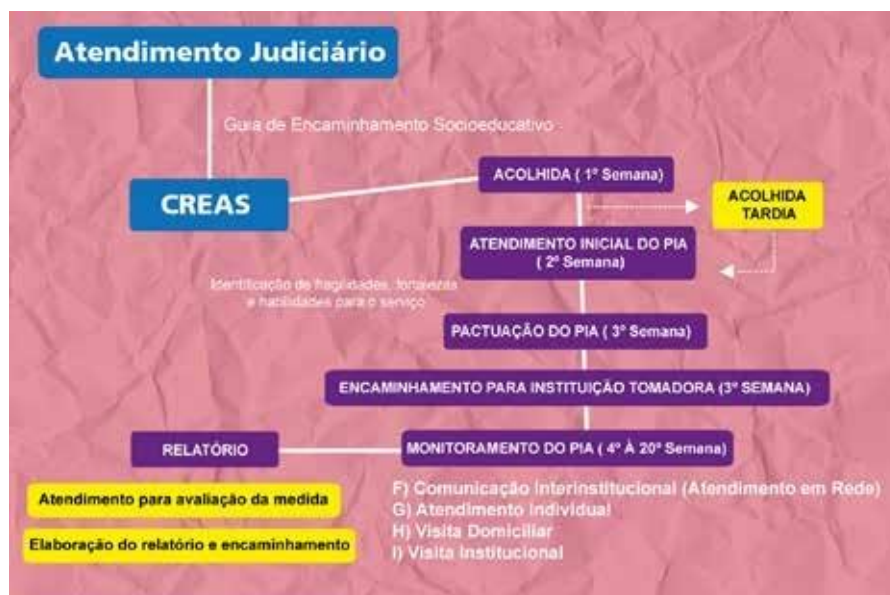 Atendimento Judiciário
Guia de Encaminhamento Socioeducativo
CREAS
ACOLHIDA ( 1º Semana)
ACOLHIDA
TARDIA
ATENDIMENTO INICIAL DO PIA
( 2º Semana)
Identificação de fragilidades, fortalezas
e habilidades para o serviço
PACTUAÇÃO DO PIA ( 3º Semana)
ENCAMINHAMENTO PARA INSTITUIÇÃO TOMADORA (3º SEMANA)
RELATÓRIO
MONITORAMENTO DO PIA ( 4º À 20º Semana)
Atendimento para avaliação da medida
Elaboração do relatório e encaminhamento
F) Comunicação Interinstitucional (Atendimento em Rede)
G) Atendimento Individual
H) Visita Domiciliar
I) Visita Institucional